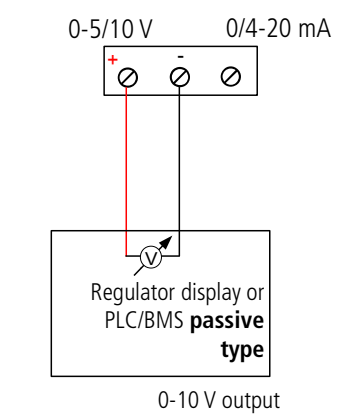 0-5/10 V 0/4-20 mA
+ -
V
Regulator display or
PLC/BMS passive
type
0-10 V output